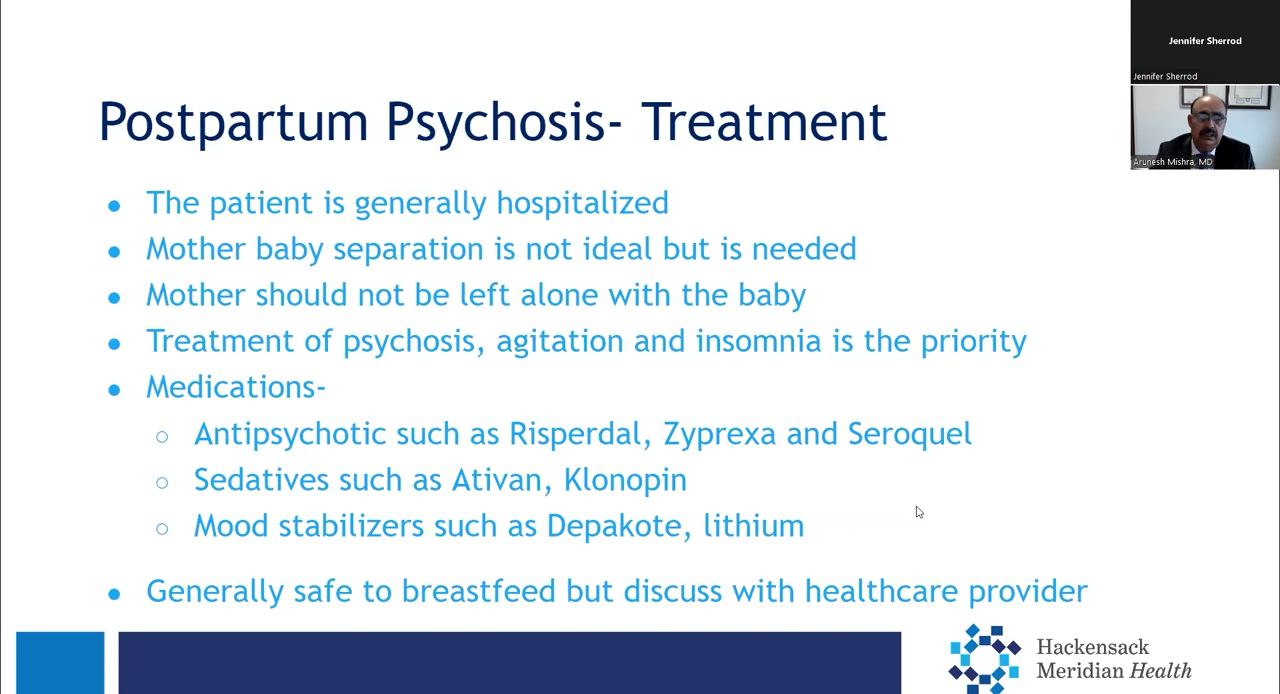 Jennifer Sherrod
Jennifer Sherrod
Arunesh Mishra, MD
Postpartum Psychosis- Treatment
● The patient is generally hospitalized
● Mother baby separation is not ideal but is needed
● Mother should not be left alone with the baby
● Treatment of psychosis, agitation and insomnia is the priority
● Medications-
○ Antipsychotic such as Risperdal, Zyprexa and Seroquel
○ Sedatives such as Ativan, Klonopin
○ Mood stabilizers such as Depakote, lithium
● Generally safe to breastfeed but discuss with healthcare provider
Hackensack
Meridian Health